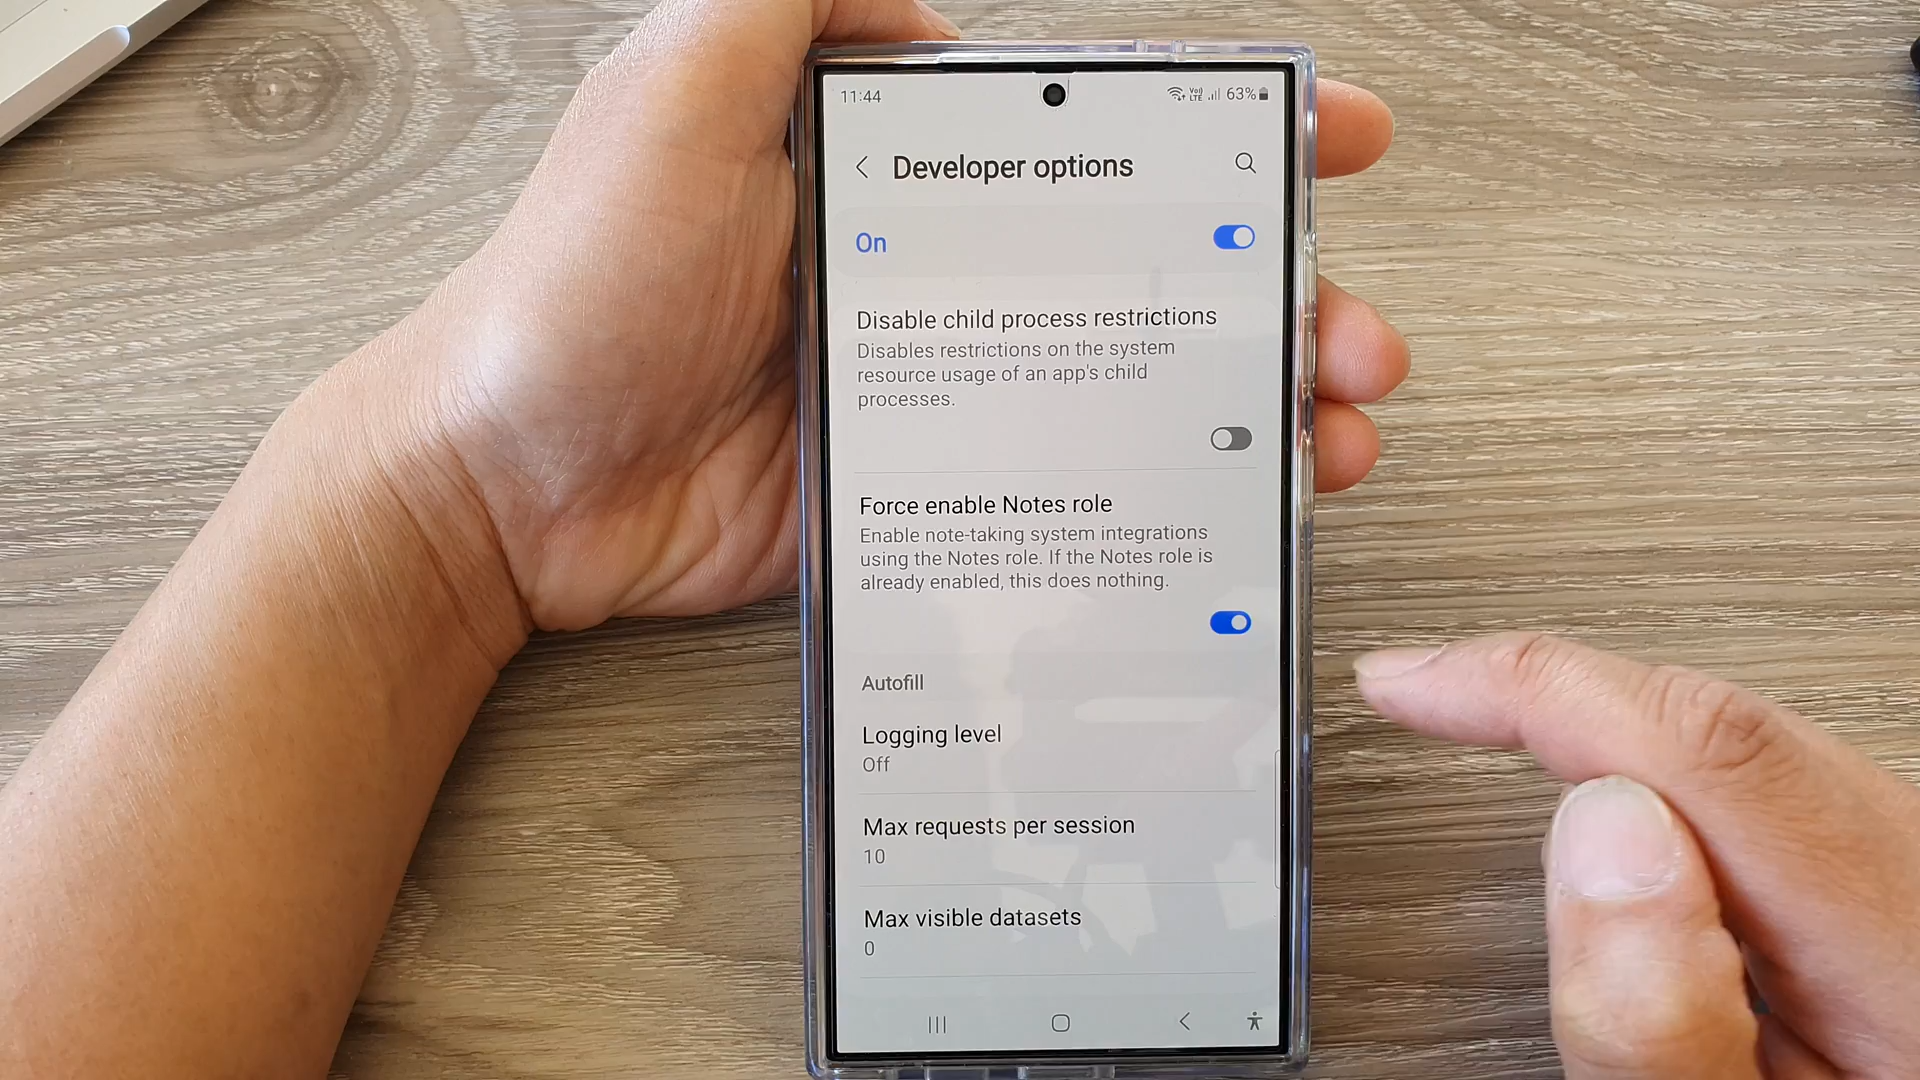 11:44
Vo)) LTE 63%
Developer options
On
Disable child process restrictions
Disables restrictions on the system
resource usage of an app's child
processes.
Force enable Notes role
Enable note-taking system integrations
using the Notes role. If the Notes role is
already enabled, this does nothing.
Autofill
Logging level
Off
Max requests per session
10
Max visible datasets
0